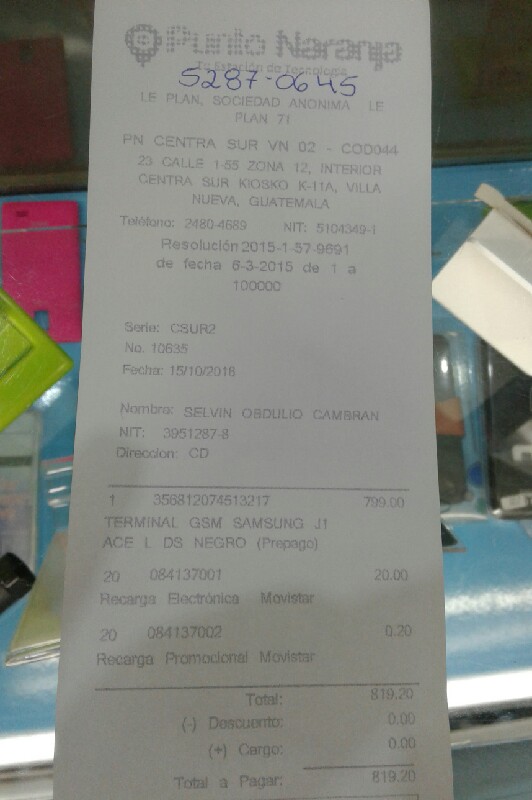 Punto Naranja
Tu Estación de Tecnología
5287-0645
LE PLAN, SOCIEDAD ANONIMA LE
PLAN 71
PN CENTRA SUR VN 02 - COD044
23 CALLE 1-55 ZONA 12, INTERIOR
CENTRA SUR KIOSKO K-11A, VILLA
NUEVA, GUATEMALA
Teléfono: 2480-4689 NIT: 5104349-1
Resolución 2015-1-57-9691
de fecha 6-3-2015 de 1 a
100000
Serie: CSUR2
No. 10635
Fecha: 15/10/2016
Nombre: SELVIN OBDULIO CAMBRAN
NIT: 3951287-8
Direccion: CD
1 356812074513217 799.00
TERMINAL GSM SAMSUNG J1
ACE L DS NEGRO (Prepago)
20 084137001 20.00
Recarga Electrónica Movistar
20 084137002 0.20
Recarga Promocional Movistar
Total: 819.20
(-) Descuento: 0.00
(+) Cargo: 0.00
Total a Pagar: 819.20